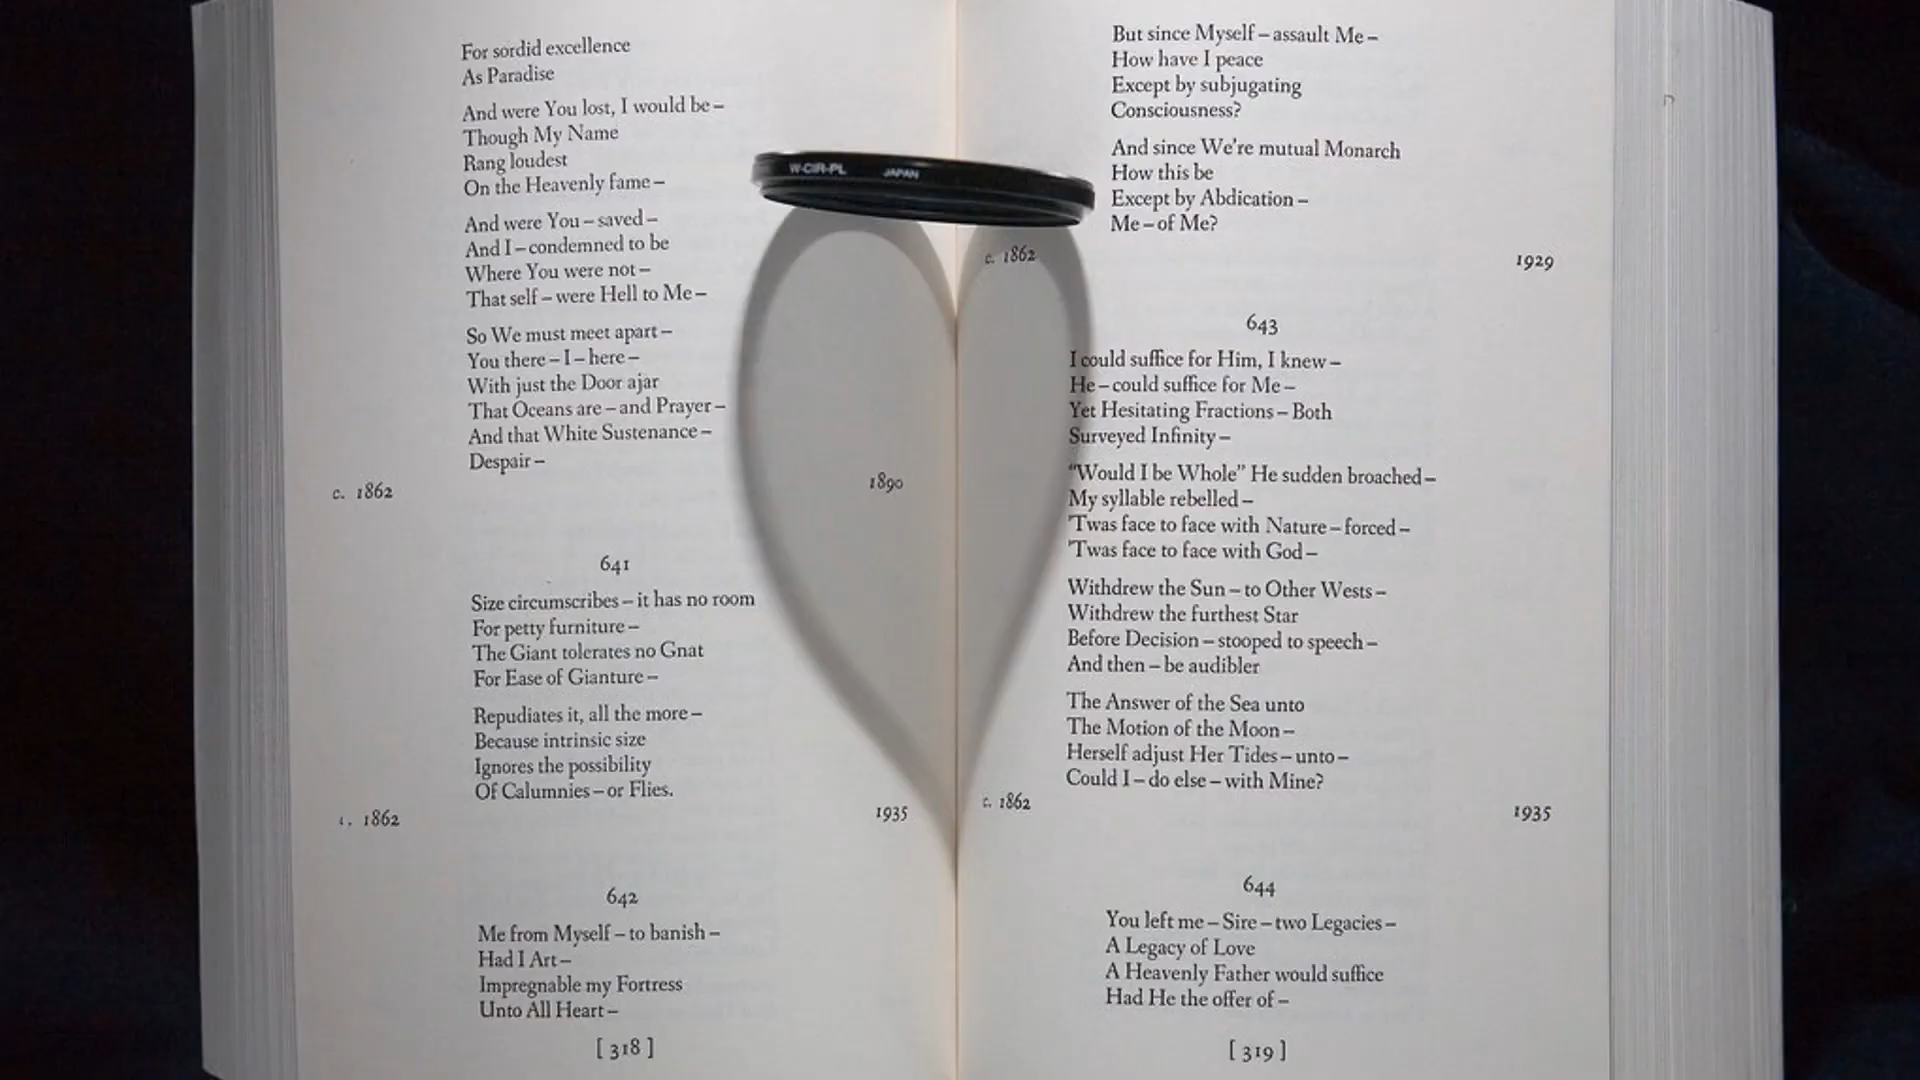 For sordid excellence
As Paradise
And were You lost, I would be –
Though My Name
Rang loudest
On the Heavenly fame –
And were You – saved –
And I – condemned to be
Where You were not –
That self – were Hell to Me –
So We must meet apart –
You there – I – here –
With just the Door ajar
That Oceans are – and Prayer –
And that White Sustenance –
Despair –
c. 1862 1890
641
Size circumscribes – it has no room
For petty furniture –
The Giant tolerates no Gnat
For Ease of Gianture –
Repudiates it, all the more –
Because intrinsic size
Ignores the possibility
Of Calumnies – or Flies.
c. 1862 1935
642
Me from Myself – to banish –
Had I Art –
Impregnable my Fortress
Unto All Heart –
[ 318 ]
W-CIR-PL JAPAN
But since Myself – assault Me –
How have I peace
Except by subjugating
Consciousness?
And since We're mutual Monarch
How this be
Except by Abdication –
Me – of Me?
c. 1862 1929
643
I could suffice for Him, I knew –
He – could suffice for Me –
Yet Hesitating Fractions – Both
Surveyed Infinity –
"Would I be Whole" He sudden broached –
My syllable rebelled –
'Twas face to face with Nature – forced –
'Twas face to face with God –
Withdrew the Sun – to Other Wests –
Withdrew the furthest Star
Before Decision – stooped to speech –
And then – be audibler
The Answer of the Sea unto
The Motion of the Moon –
Herself adjust Her Tides – unto –
Could I – do else – with Mine?
c. 1862 1935
644
You left me – Sire – two Legacies –
A Legacy of Love
A Heavenly Father would suffice
Had He the offer of –
[ 319 ]